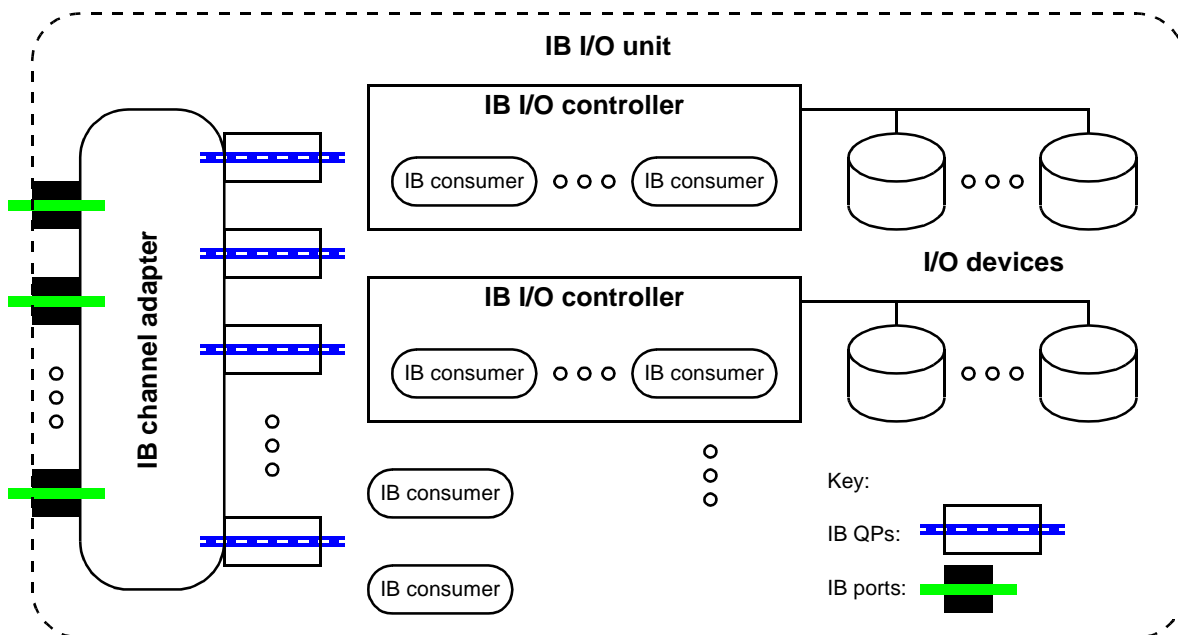 IB I/O unit
IB I/O controller
IB consumer
IB consumer
IB channel adapter
I/O devices
IB I/O controller
IB consumer
IB consumer
IB consumer
Key:
IB QPs:
IB consumer
IB ports: